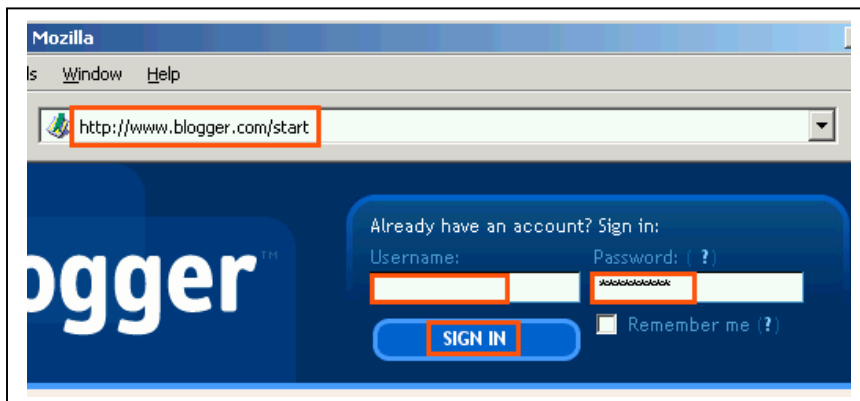 Mozilla
ls Window Help
http://www.blogger.com/start
ogger™
Already have an account? Sign in:
Username: Password: ( ? )
***********
SIGN IN Remember me (?)